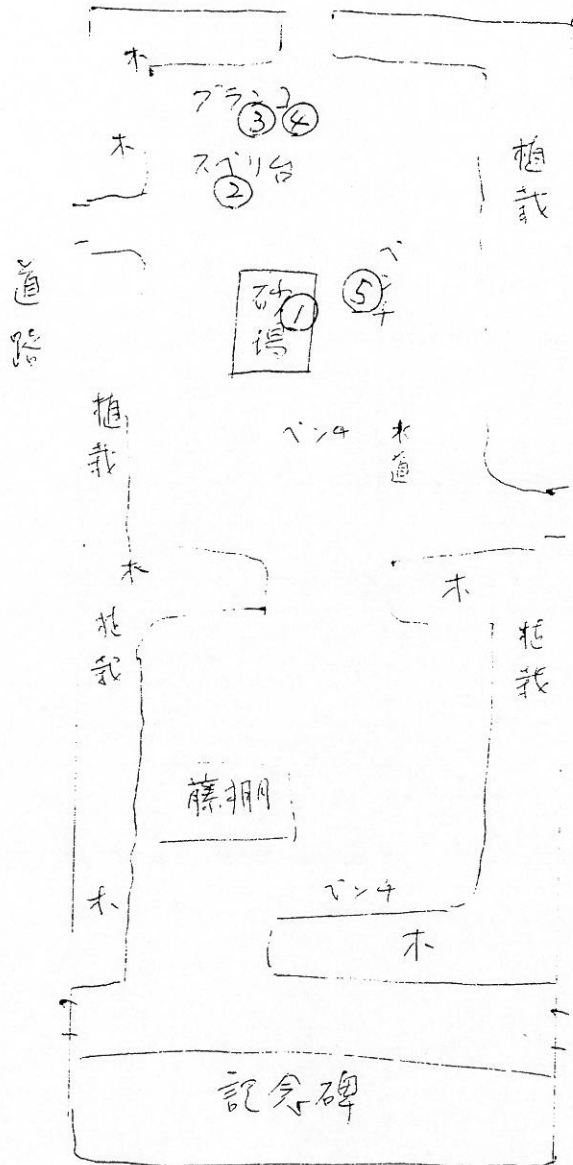 木
ブランコ
③④
木
スベリ台
②
植栽
道路
砂場
①
⑤
ベンチ
植栽
ベンチ
水道
木
木
植栽
植栽
藤棚
木
ベンチ
木
記念碑